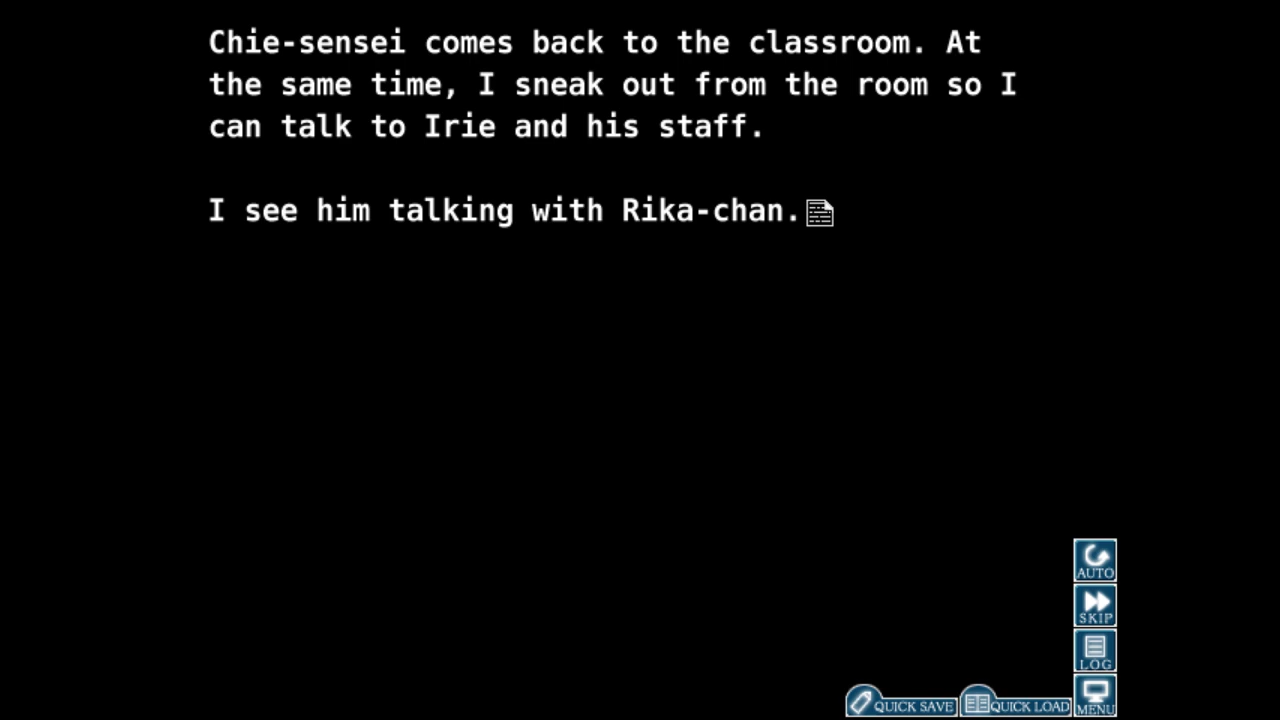 Chie-sensei comes back to the classroom. At
the same time, I sneak out from the room so I
can talk to Irie and his staff.
I see him talking with Rika-chan.
AUTO
SKIP
LOG
QUICK SAVE QUICK LOAD MENU